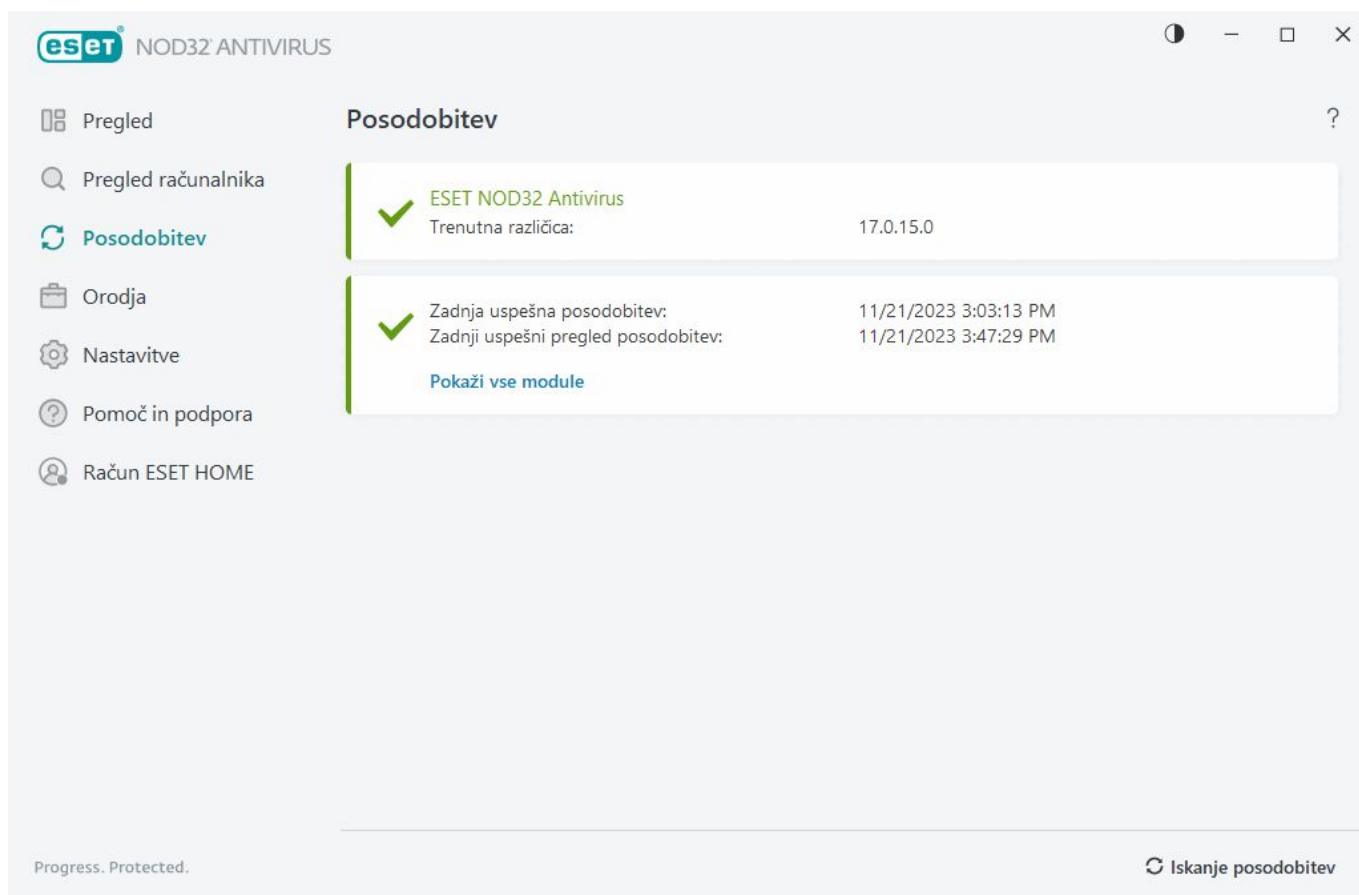 eset® NOD32 ANTIVIRUS
Pregled
Pregled računalnika
Posodobitev
Orodja
Nastavitve
Pomoč in podpora
Račun ESET HOME
Posodobitev
?
ESET NOD32 Antivirus
Trenutna različica: 17.0.15.0
Zadnja uspešna posodobitev: 11/21/2023 3:03:13 PM
Zadnji uspešni pregled posodobitev: 11/21/2023 3:47:29 PM
Pokaži vse module
Progress. Protected.
Iskanje posodobitev